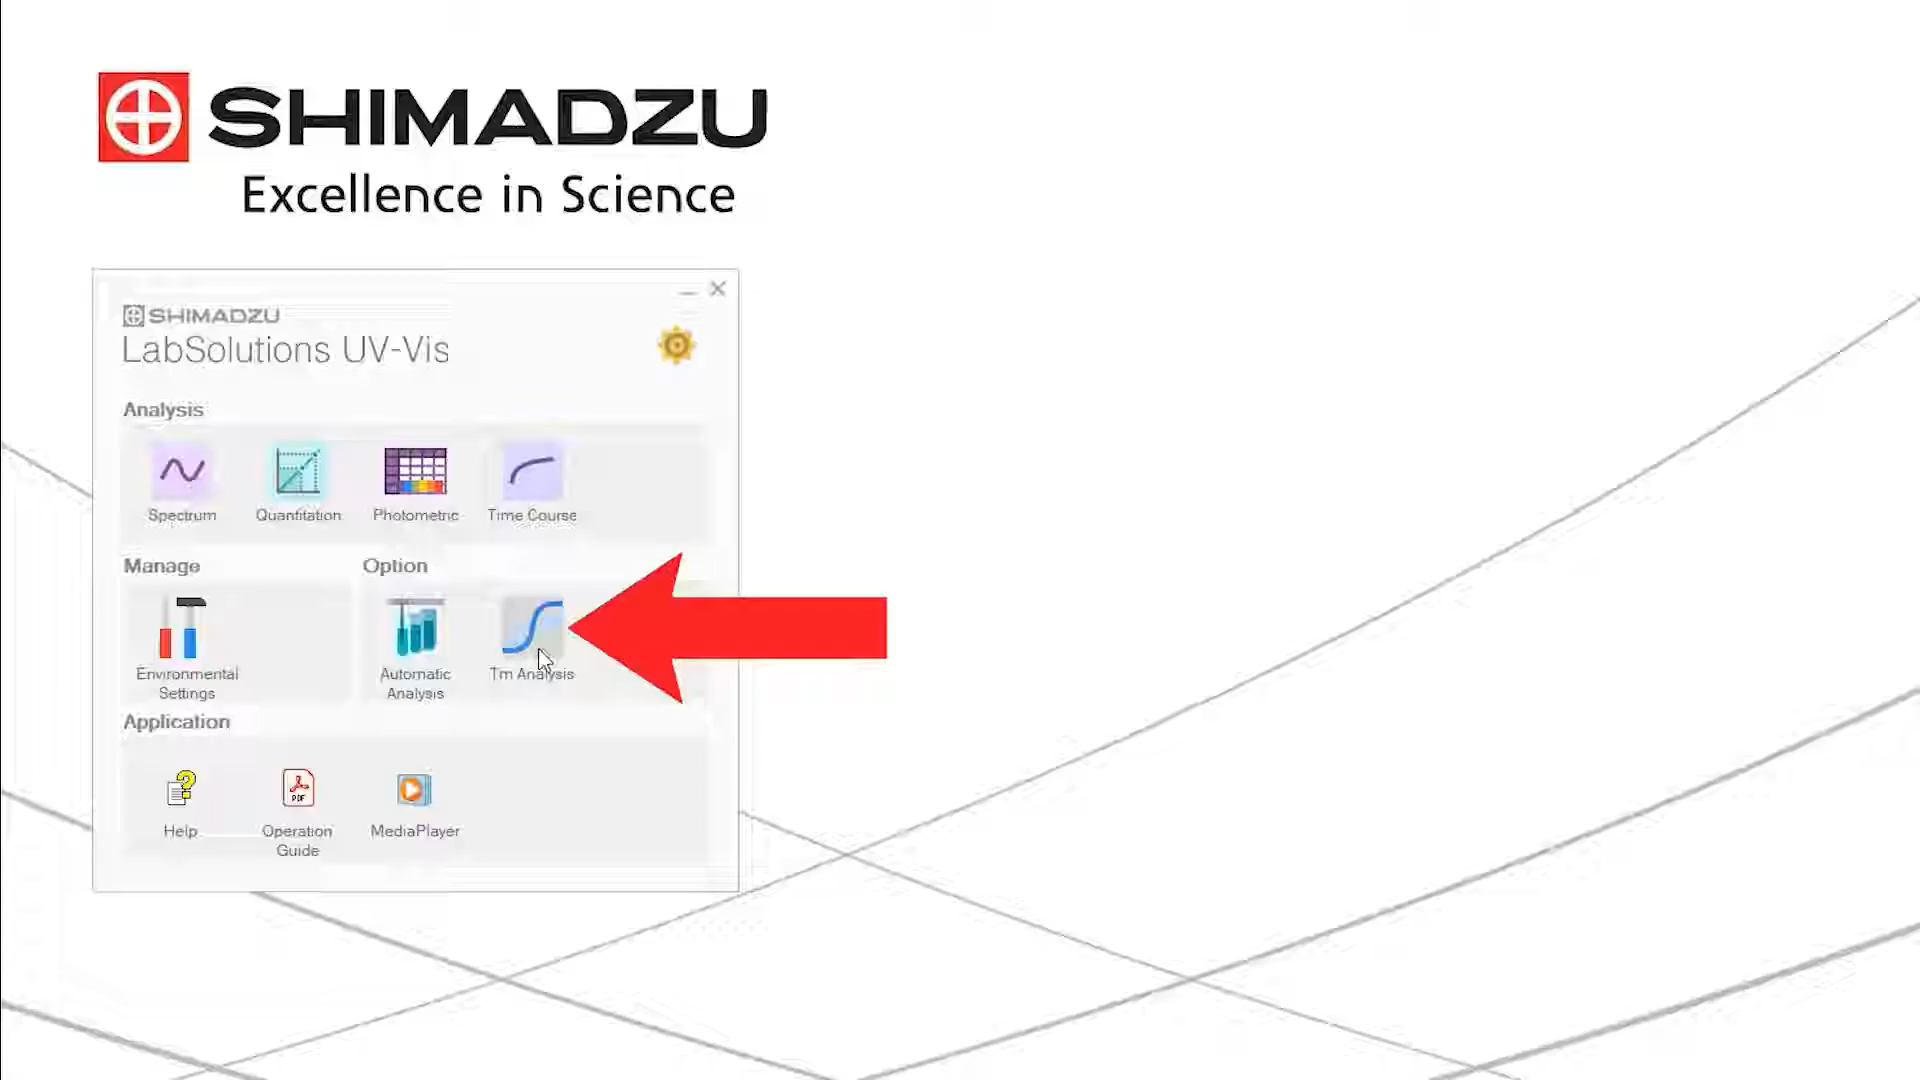 SHIMADZU
Excellence in Science
SHIMADZU
LabSolutions UV-Vis
Analysis
Spectrum
Quantitation
Photometric
Time Course
Manage
Option
Environmental
Settings
Automatic
Analysis
Tm Analysis
Application
Help
PDF
Operation
Guide
MediaPlayer